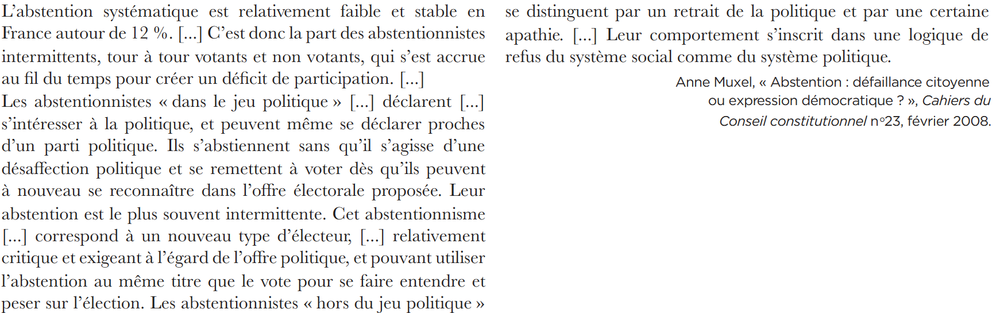 L’abstention systématique est relativement faible et stable en
France autour de 12 %. [...] C’est donc la part des abstentionnistes
intermittents, tour à tour votants et non votants, qui s’est accrue
au fil du temps pour créer un déficit de participation. [...]
Les abstentionnistes « dans le jeu politique » [...] déclarent [...]
s’intéresser à la politique, et peuvent même se déclarer proches
d’un parti politique. Ils s’abstiennent sans qu’il s’agisse d’une
désaffection politique et se remettent à voter dès qu’ils peuvent
à nouveau se reconnaître dans l’offre électorale proposée. Leur
abstention est le plus souvent intermittente. Cet abstentionnisme
[...] correspond à un nouveau type d’électeur, [...] relativement
critique et exigeant à l’égard de l’offre politique, et pouvant utiliser
l’abstention au même titre que le vote pour se faire entendre et
peser sur l’élection. Les abstentionnistes « hors du jeu politique »
se distinguent par un retrait de la politique et par une certaine
apathie. [...] Leur comportement s’inscrit dans une logique de
refus du système social comme du système politique.
Anne Muxel, « Abstention : défaillance citoyenne
ou expression démocratique ? », Cahiers du
Conseil constitutionnel n°23, février 2008.